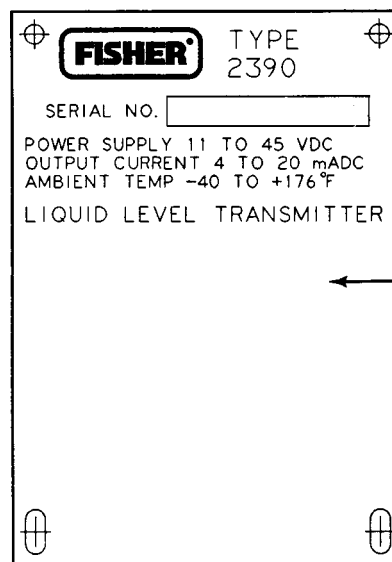 FISHER®
TYPE
2390
SERIAL NO.
POWER SUPPLY 11 TO 45 VDC
OUTPUT CURRENT 4 TO 20 mADC
AMBIENT TEMP -40 TO +176°F
LIQUID LEVEL TRANSMITTER